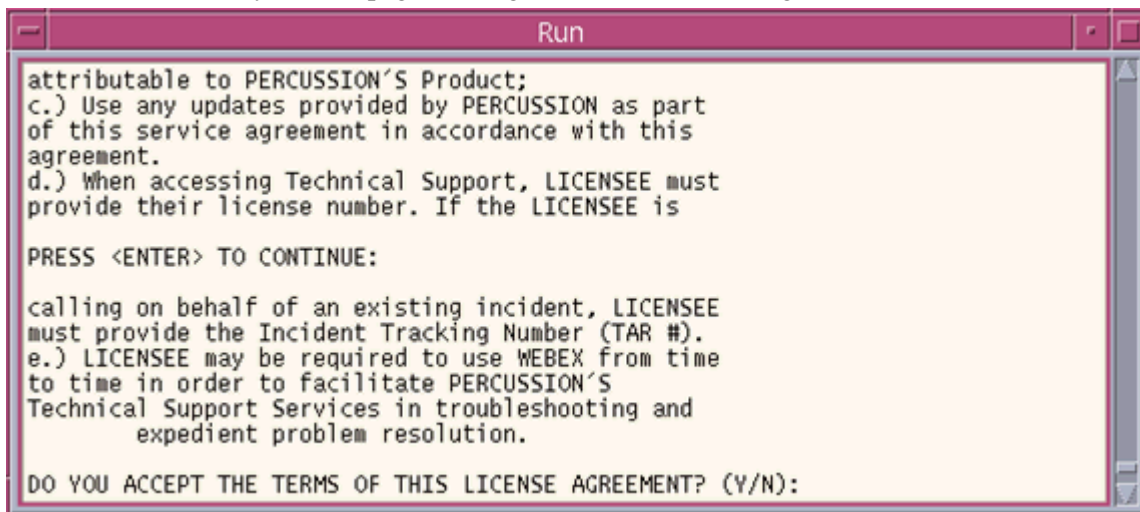 Run
attributable to PERCUSSION´S Product;
c.) Use any updates provided by PERCUSSION as part
of this service agreement in accordance with this
agreement.
d.) When accessing Technical Support, LICENSEE must
provide their license number. If the LICENSEE is
PRESS <ENTER> TO CONTINUE:
calling on behalf of an existing incident, LICENSEE
must provide the Incident Tracking Number (TAR #).
e.) LICENSEE may be required to use WEBEX from time
to time in order to facilitate PERCUSSION´S
Technical Support Services in troubleshooting and
expedient problem resolution.
DO YOU ACCEPT THE TERMS OF THIS LICENSE AGREEMENT? (Y/N):